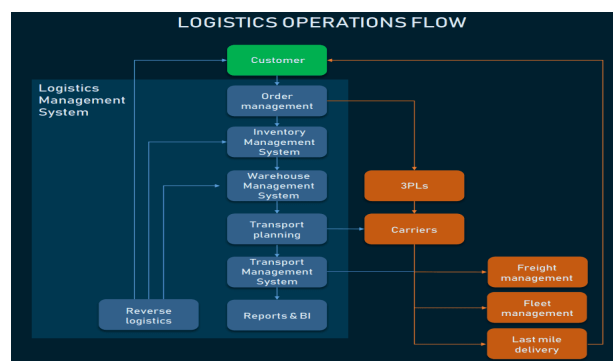 LOGISTICS OPERATIONS FLOW
Customer
Logistics
Management
System
Order
management
Inventory
Management
System
Warehouse
Management
System
3PLs
Transport
planning
Carriers
Transport
Management
System
Freight
management
Reverse
logistics
Reports & BI
Fleet
management
Last mile
delivery